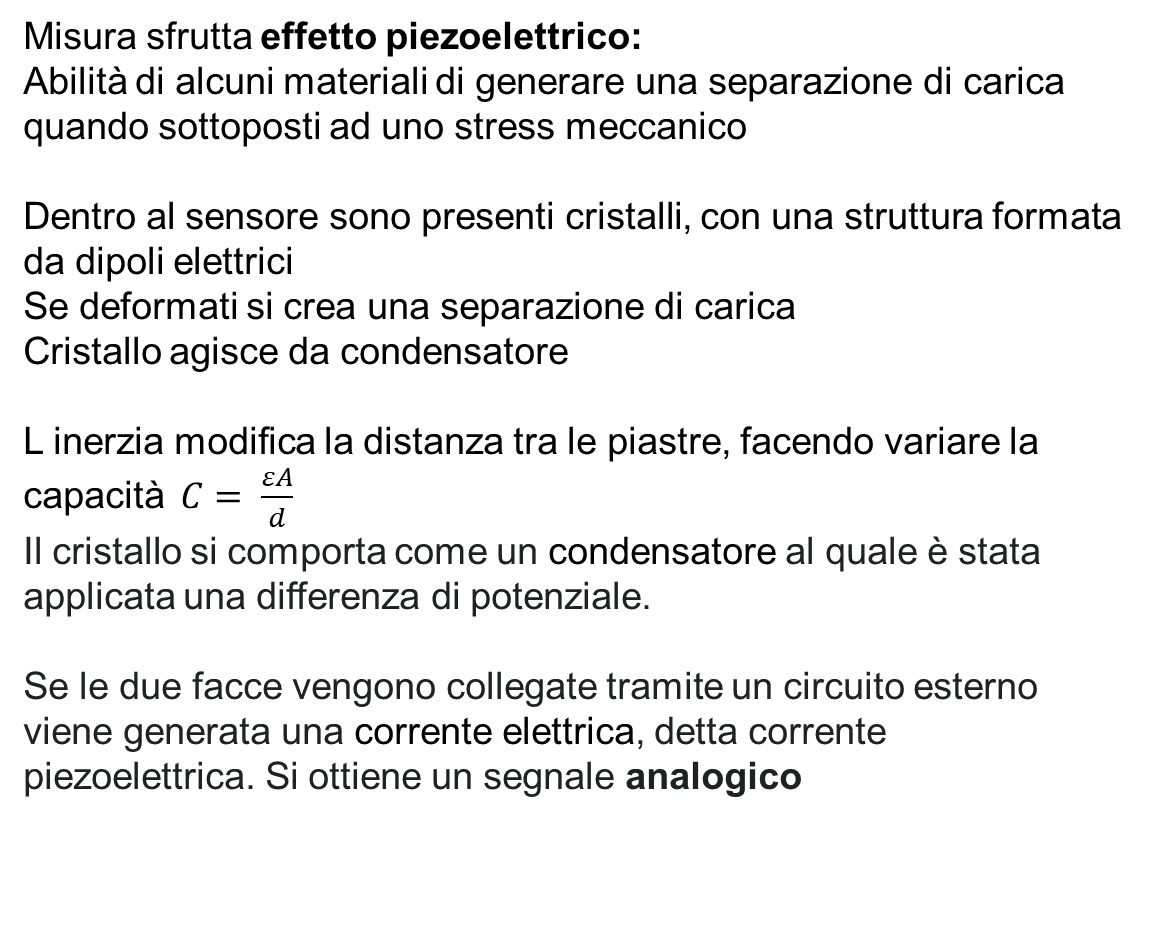 Misura sfrutta effetto piezoelettrico:
Abilità di alcuni materiali di generare una separazione di carica
quando sottoposti ad uno stress meccanico
Dentro al sensore sono presenti cristalli, con una struttura formata
da dipoli elettrici
Se deformati si crea una separazione di carica
Cristallo agisce da condensatore
L inerzia modifica la distanza tra le piastre, facendo variare la
capacità C = εA/d
Il cristallo si comporta come un condensatore al quale è stata
applicata una differenza di potenziale.
Se le due facce vengono collegate tramite un circuito esterno
viene generata una corrente elettrica, detta corrente
piezoelettrica. Si ottiene un segnale analogico